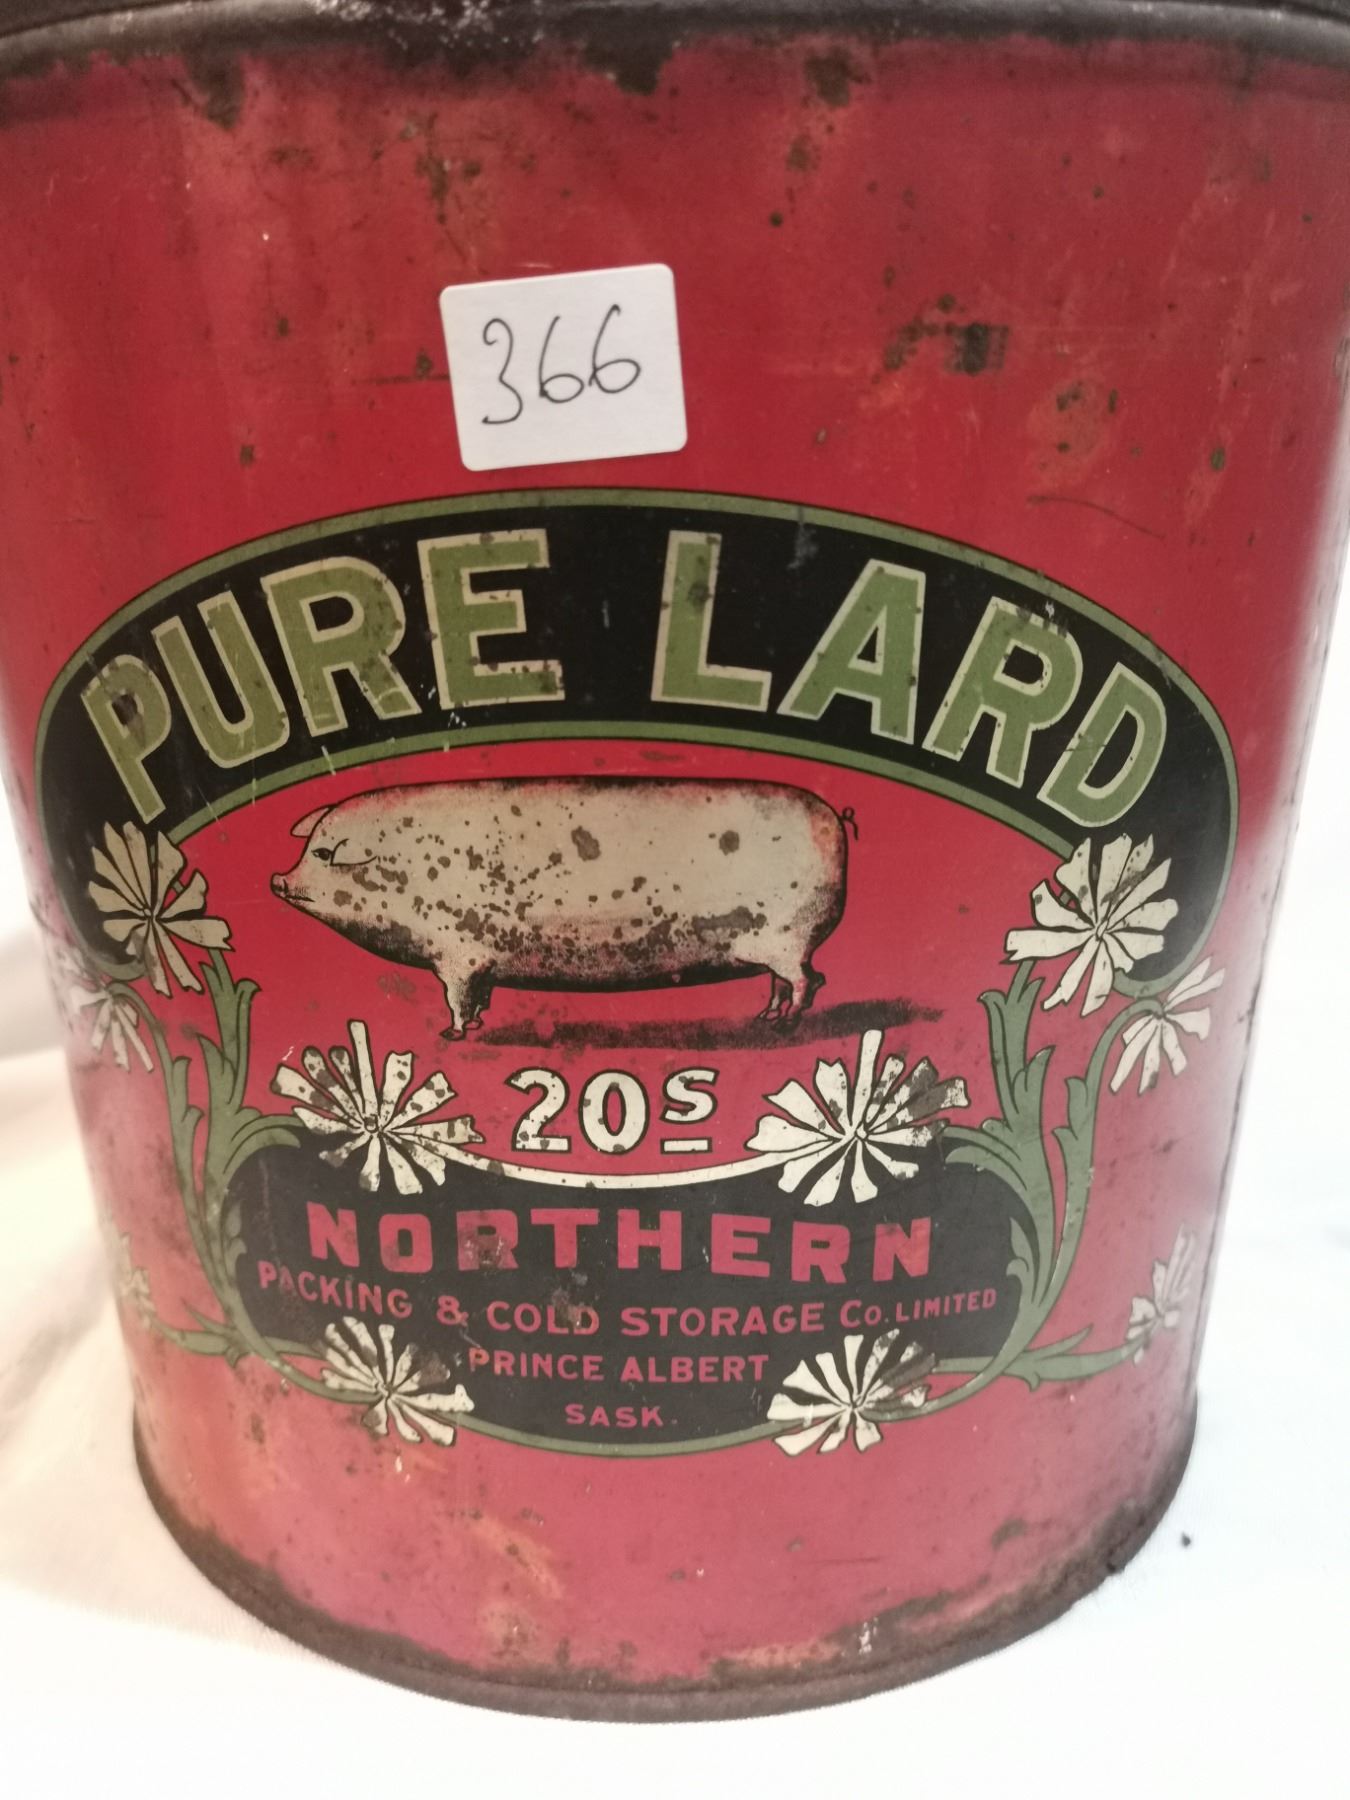 366
PURE LARD
20S
NORTHERN
PACKING & COLD STORAGE Co. LIMITED
PRINCE ALBERT
SASK.